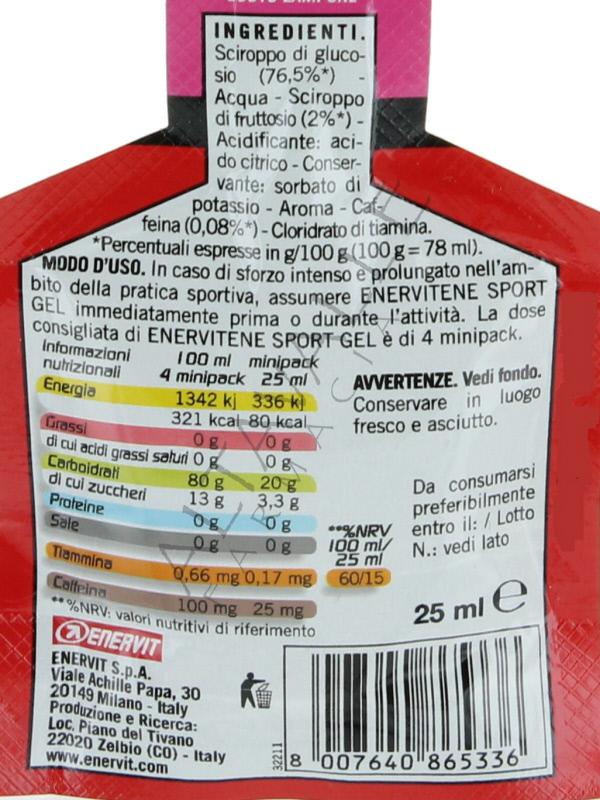 INGREDIENTI.
Sciroppo di gluco-
sio (76,5%*) -
Acqua - Sciroppo
di fruttosio (2%*) -
Acidificante: aci-
do citrico - Conser-
vante: sorbato di
potassio - Aroma - Caf-
feina (0,08%*) - Cloridrato di tiamina.
*Percentuali espresse in g/100 g (100 g = 78 ml).
MODO D'USO. In caso di sforzo intenso e prolungato nell'am-
bito della pratica sportiva, assumere ENERVITENE SPORT
GEL immediatamente prima o durante l'attività. La dose
consigliata di ENERVITENE SPORT GEL è di 4 minipack.
Informazioni 100 ml minipack
nutrizionali 4 minipack 25 ml
Energia 1342 kj 336 kj
321 kcal 80 kcal
Grassi 0 g 0 g
di cui acidi grassi saturi 0 g 0 g
Carboidrati 80 g 20 g
di cui zuccheri 13 g 3,3 g
Proteine 0 g 0 g
Sale 0 g 0 g
**%NRV
100 ml/
25 ml
Tiammina 0,66 mg 0,17 mg 60/15
Caffeina 100 mg 25 mg
**%NRV: valori nutritivi di riferimento
AVVERTENZE. Vedi fondo.
Conservare in luogo
fresco e asciutto.
Da consumarsi
preferibilmente
entro il: / Lotto
N.: vedi lato
25 ml e
ENERVIT
ENERVIT S.p.A.
Viale Achille Papa, 30
20149 Milano - Italy
Produzione e Ricerca:
Loc. Piano del Tivano
22020 Zelbio (CO) - Italy
www.enervit.com
32211
8 007640 865336